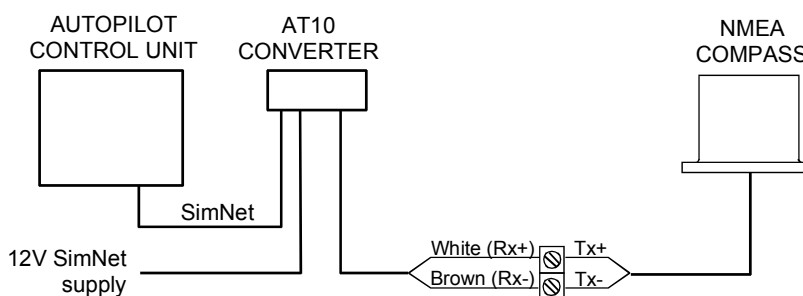 AUTOPILOT
CONTROL UNIT
AT10
CONVERTER
NMEA
COMPASS
SimNet
12V SimNet
supply
White (Rx+)
Tx+
Brown (Rx-)
Tx-